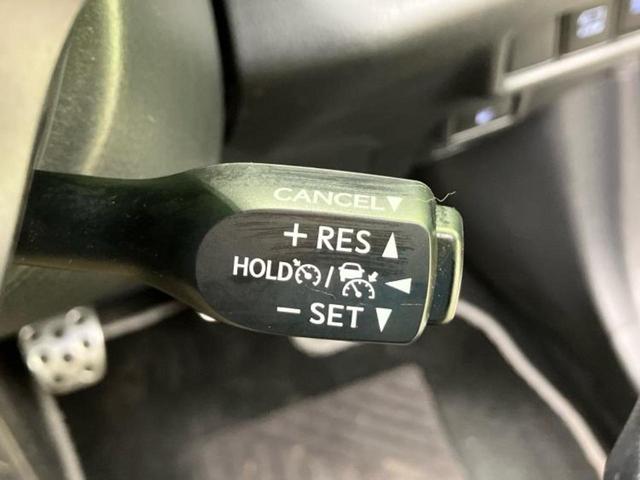 CANCEL▼
+ RES ▲
HOLD / ◄
− SET ▼